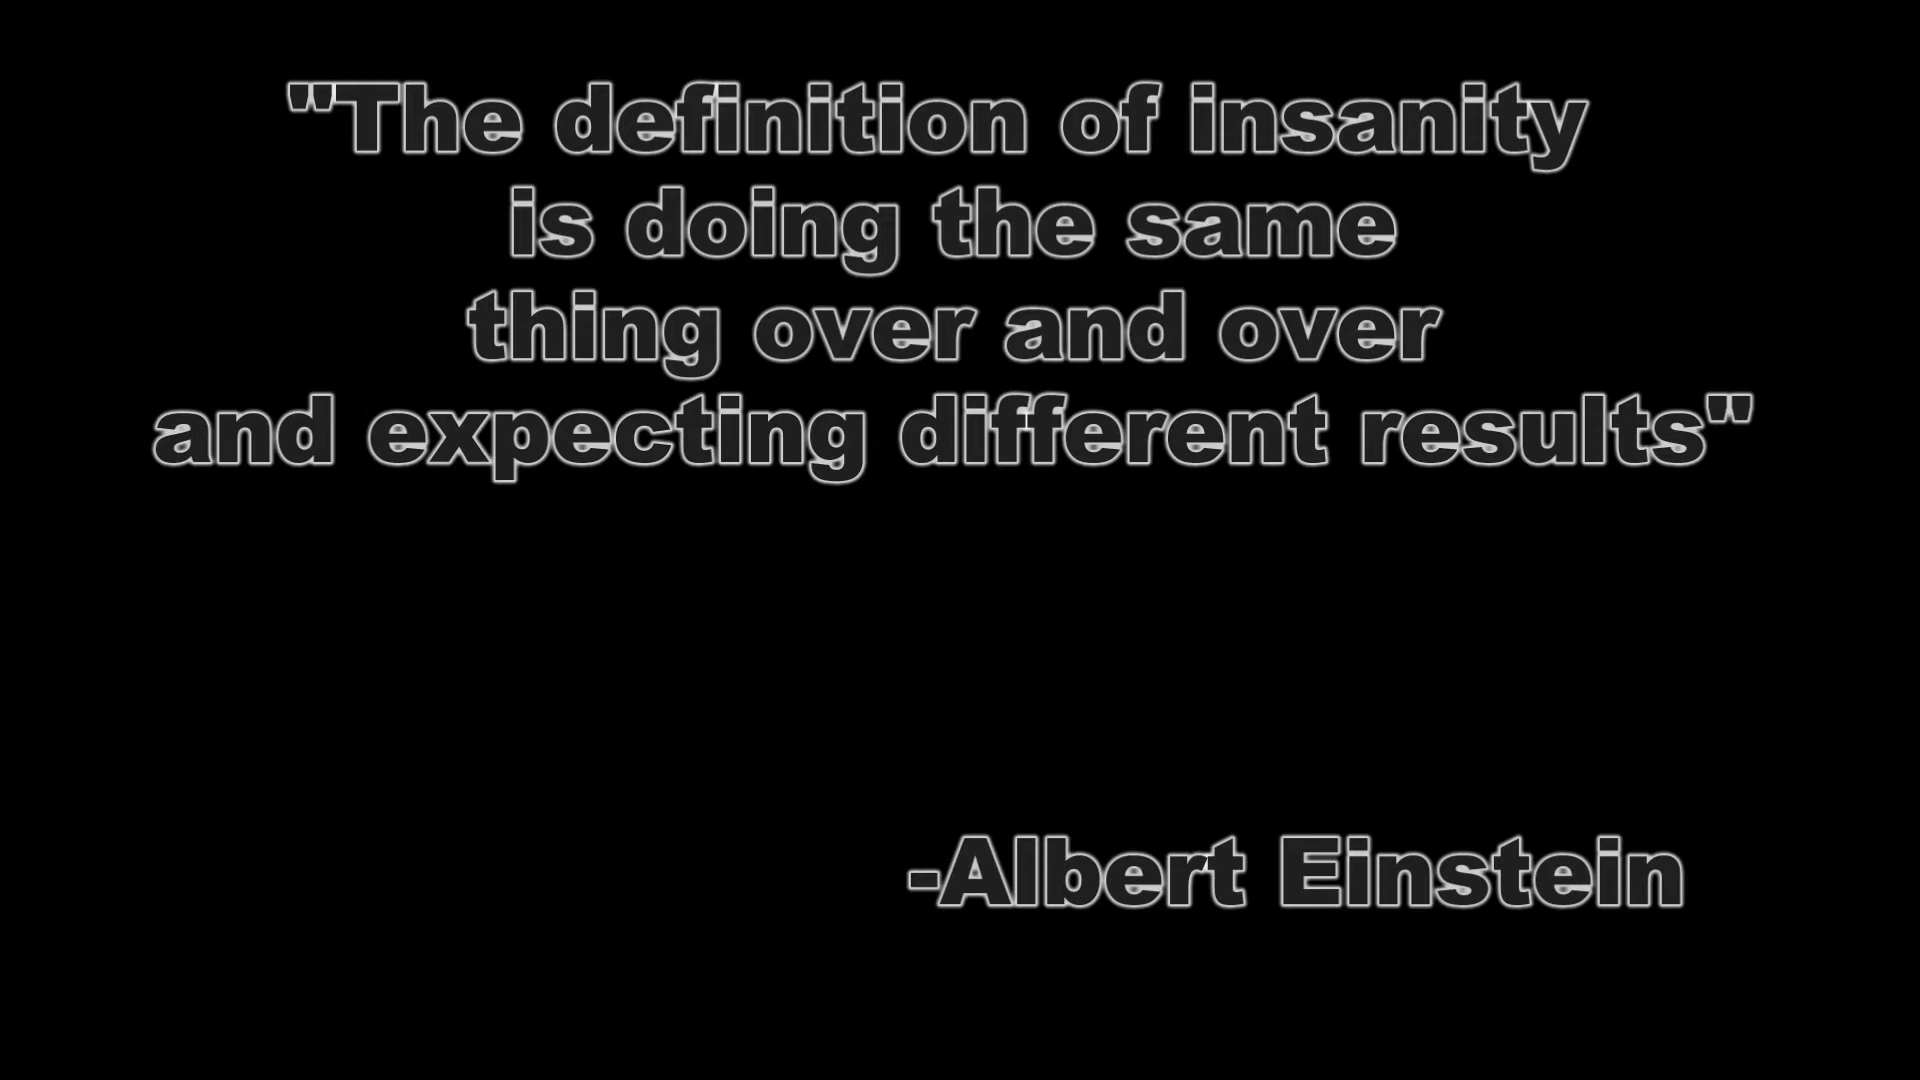 "The definition of insanity
is doing the same
thing over and over
and expecting different results"
-Albert Einstein